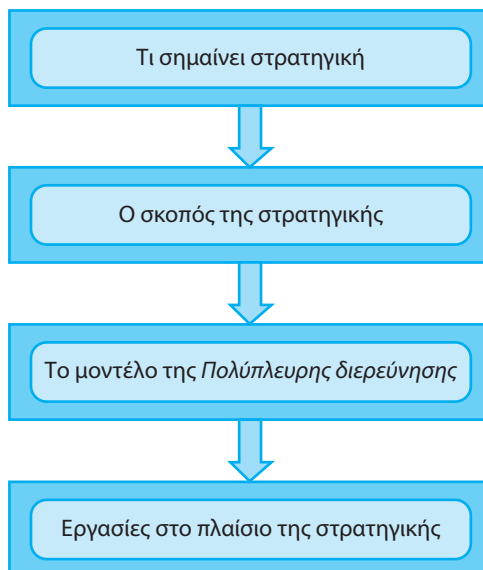 Τι σημαίνει στρατηγική
Ο σκοπός της στρατηγικής
Το μοντέλο της Πολύπλευρης διερεύνησης
Εργασίες στο πλαίσιο της στρατηγικής